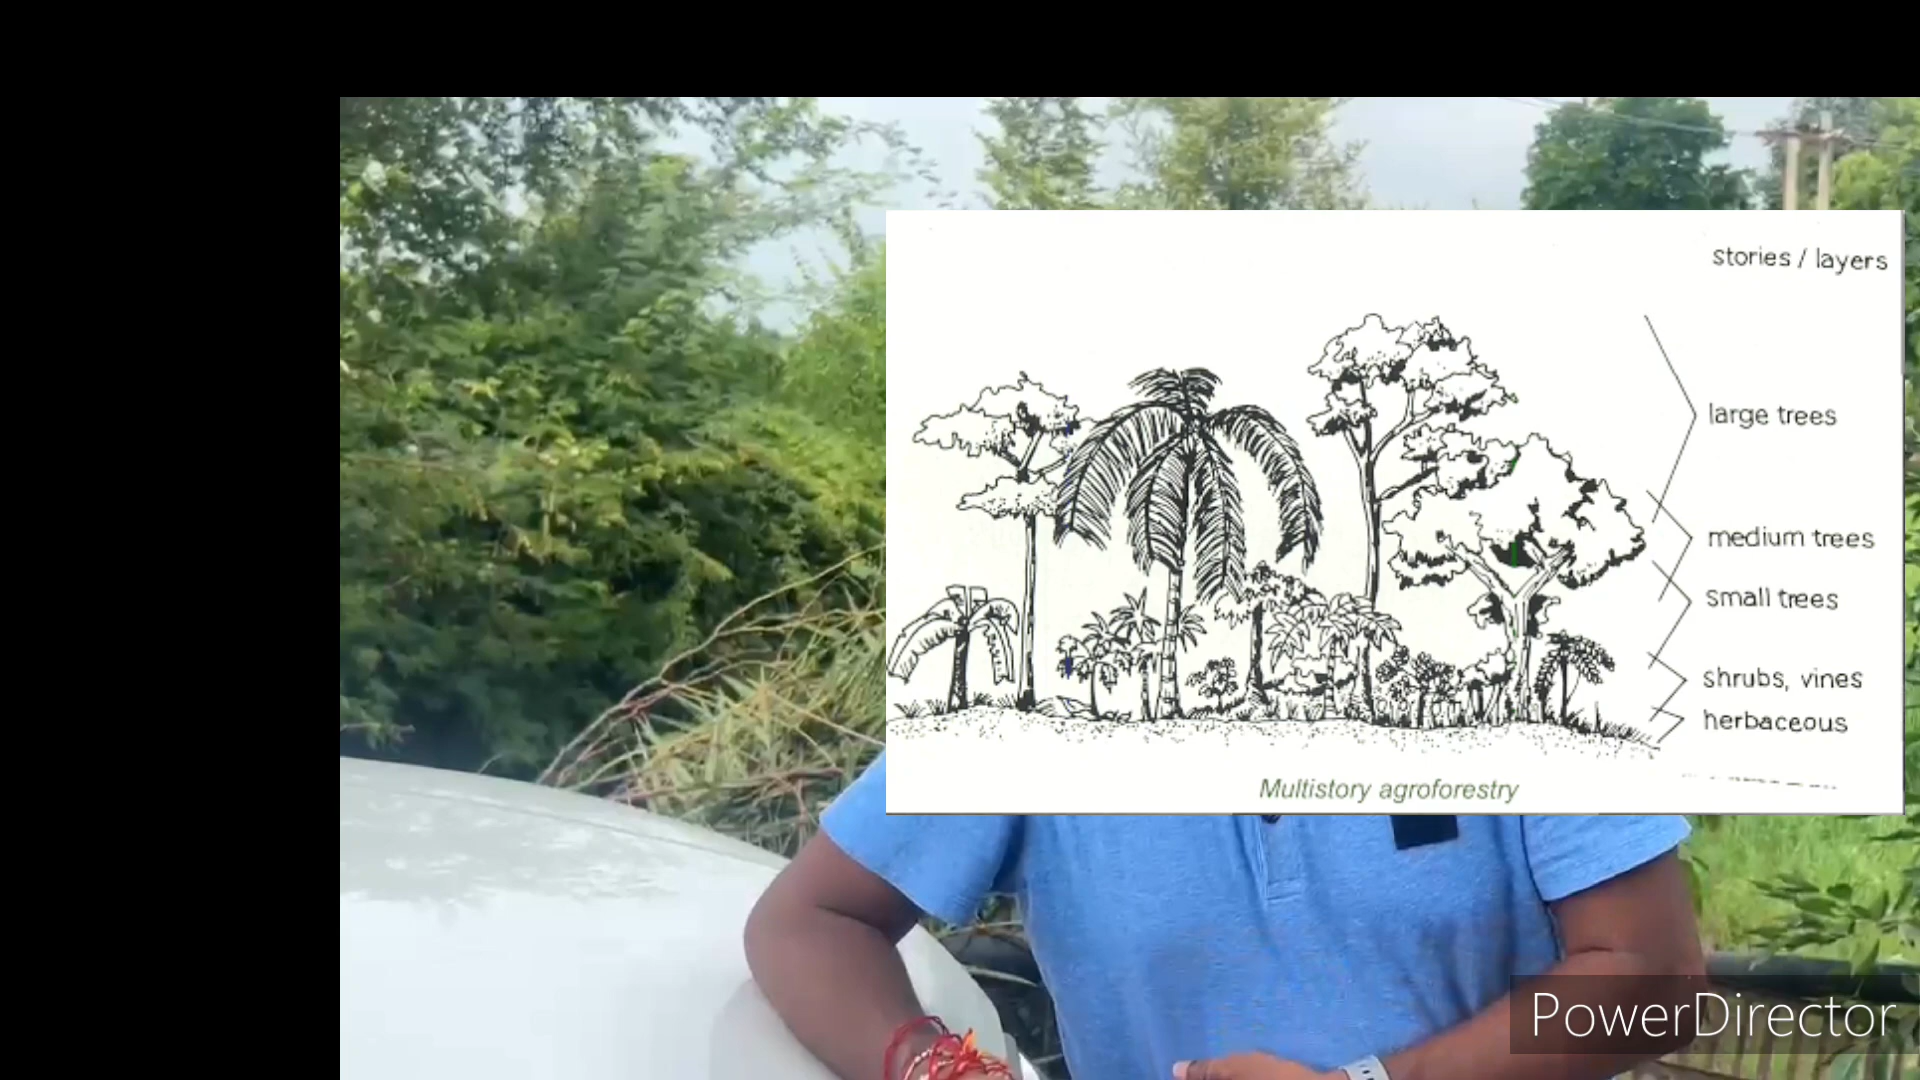 stories / layers
large trees
medium trees
small trees
shrubs, vines
herbaceous
Multistory agroforestry
PowerDirector